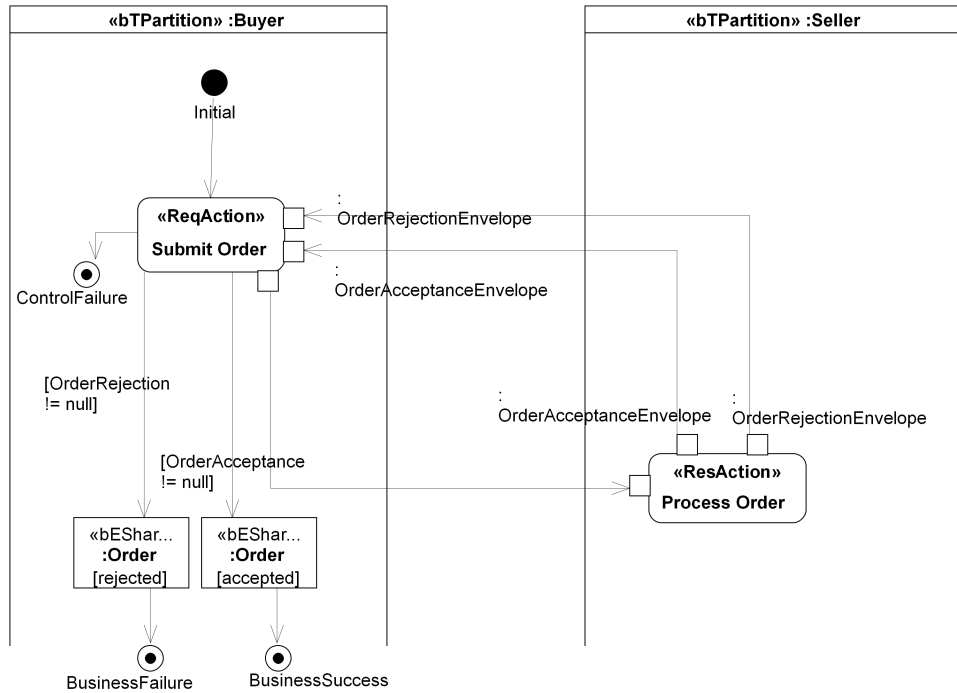 «bTPartition» :Buyer
«bTPartition» :Seller
Initial
:
OrderRejectionEnvelope
«ReqAction»
Submit Order
:
OrderAcceptanceEnvelope
ControlFailure
[OrderRejection
!= null]
:
OrderAcceptanceEnvelope
:
OrderRejectionEnvelope
[OrderAcceptance
!= null]
«ResAction»
Process Order
«bEShar...
:Order
[rejected]
«bEShar...
:Order
[accepted]
BusinessFailure
BusinessSuccess